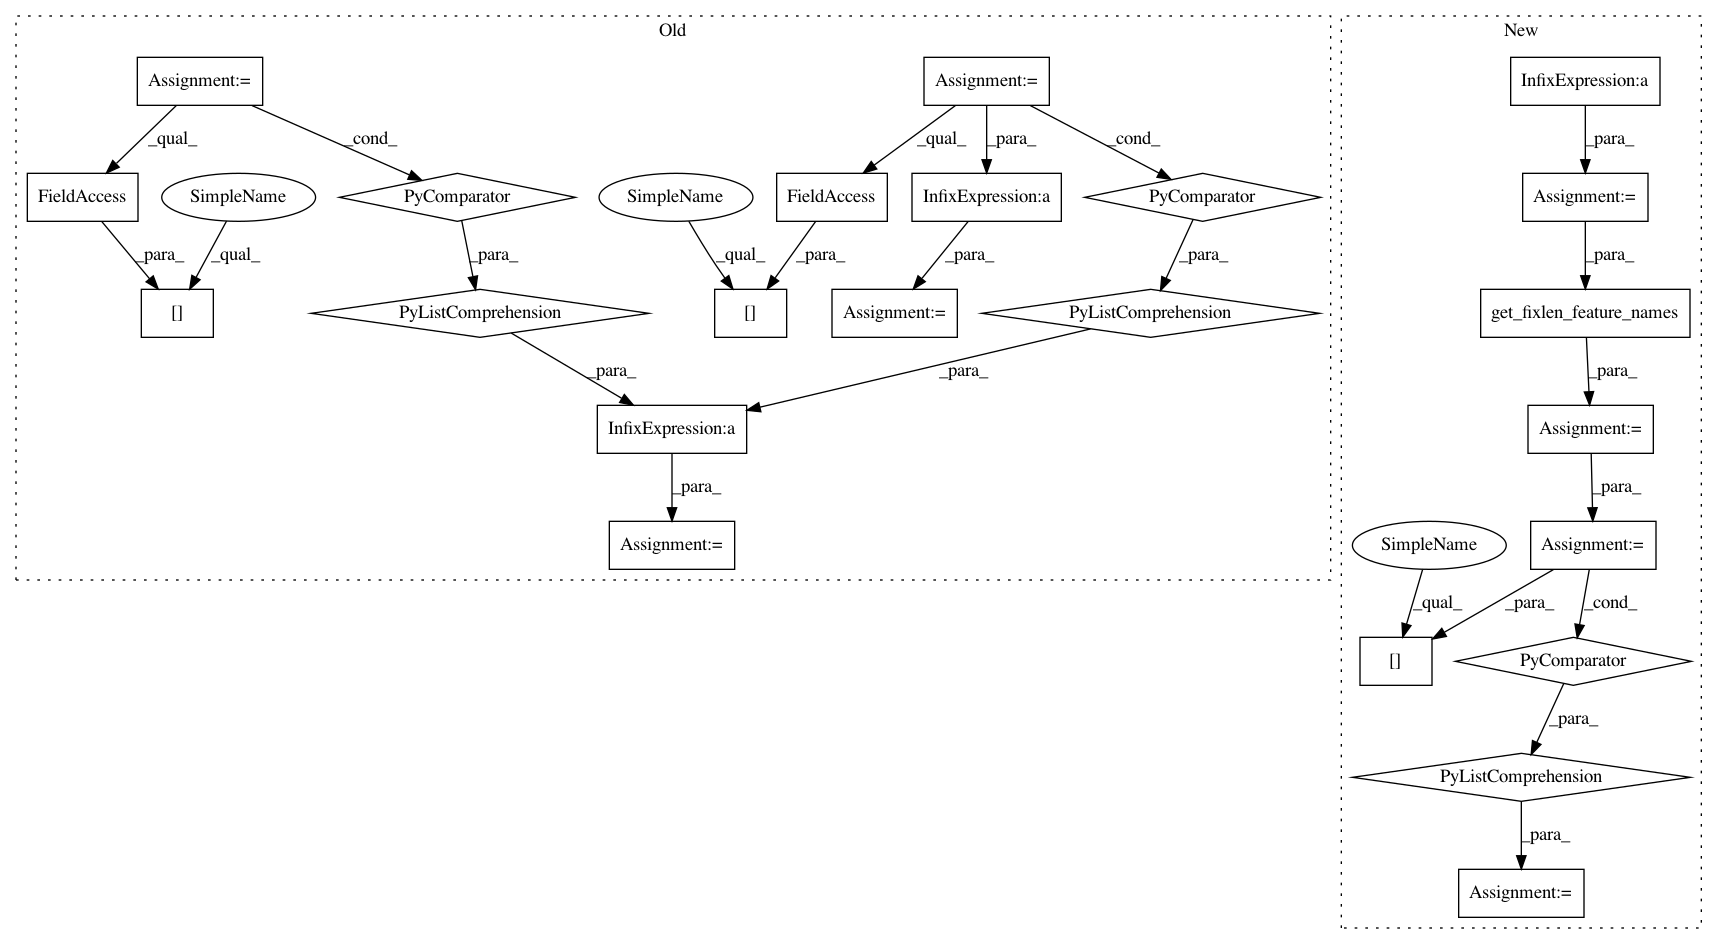 Old
New
Assignment:=
Assignment:=
InfixExpression:a
_qual_
_cond_
_qual_
_para_
_cond_
_para_
FieldAccess
SimpleName
PyComparator
SimpleName
FieldAccess
InfixExpression:a
PyComparator
Assignment:=
_para_
_qual_
_para_
_qual_
_para_
_para_
_para_
_para_
[]
PyListComprehension
[]
Assignment:=
PyListComprehension
get_fixlen_feature_names
_para_
_para_
_para_
InfixExpression:a
Assignment:=
_para_
_para_
Assignment:=
SimpleName
Assignment:=
_qual_
_para_
_cond_
[]
PyComparator
_para_
PyListComprehension
_para_
Assignment:=